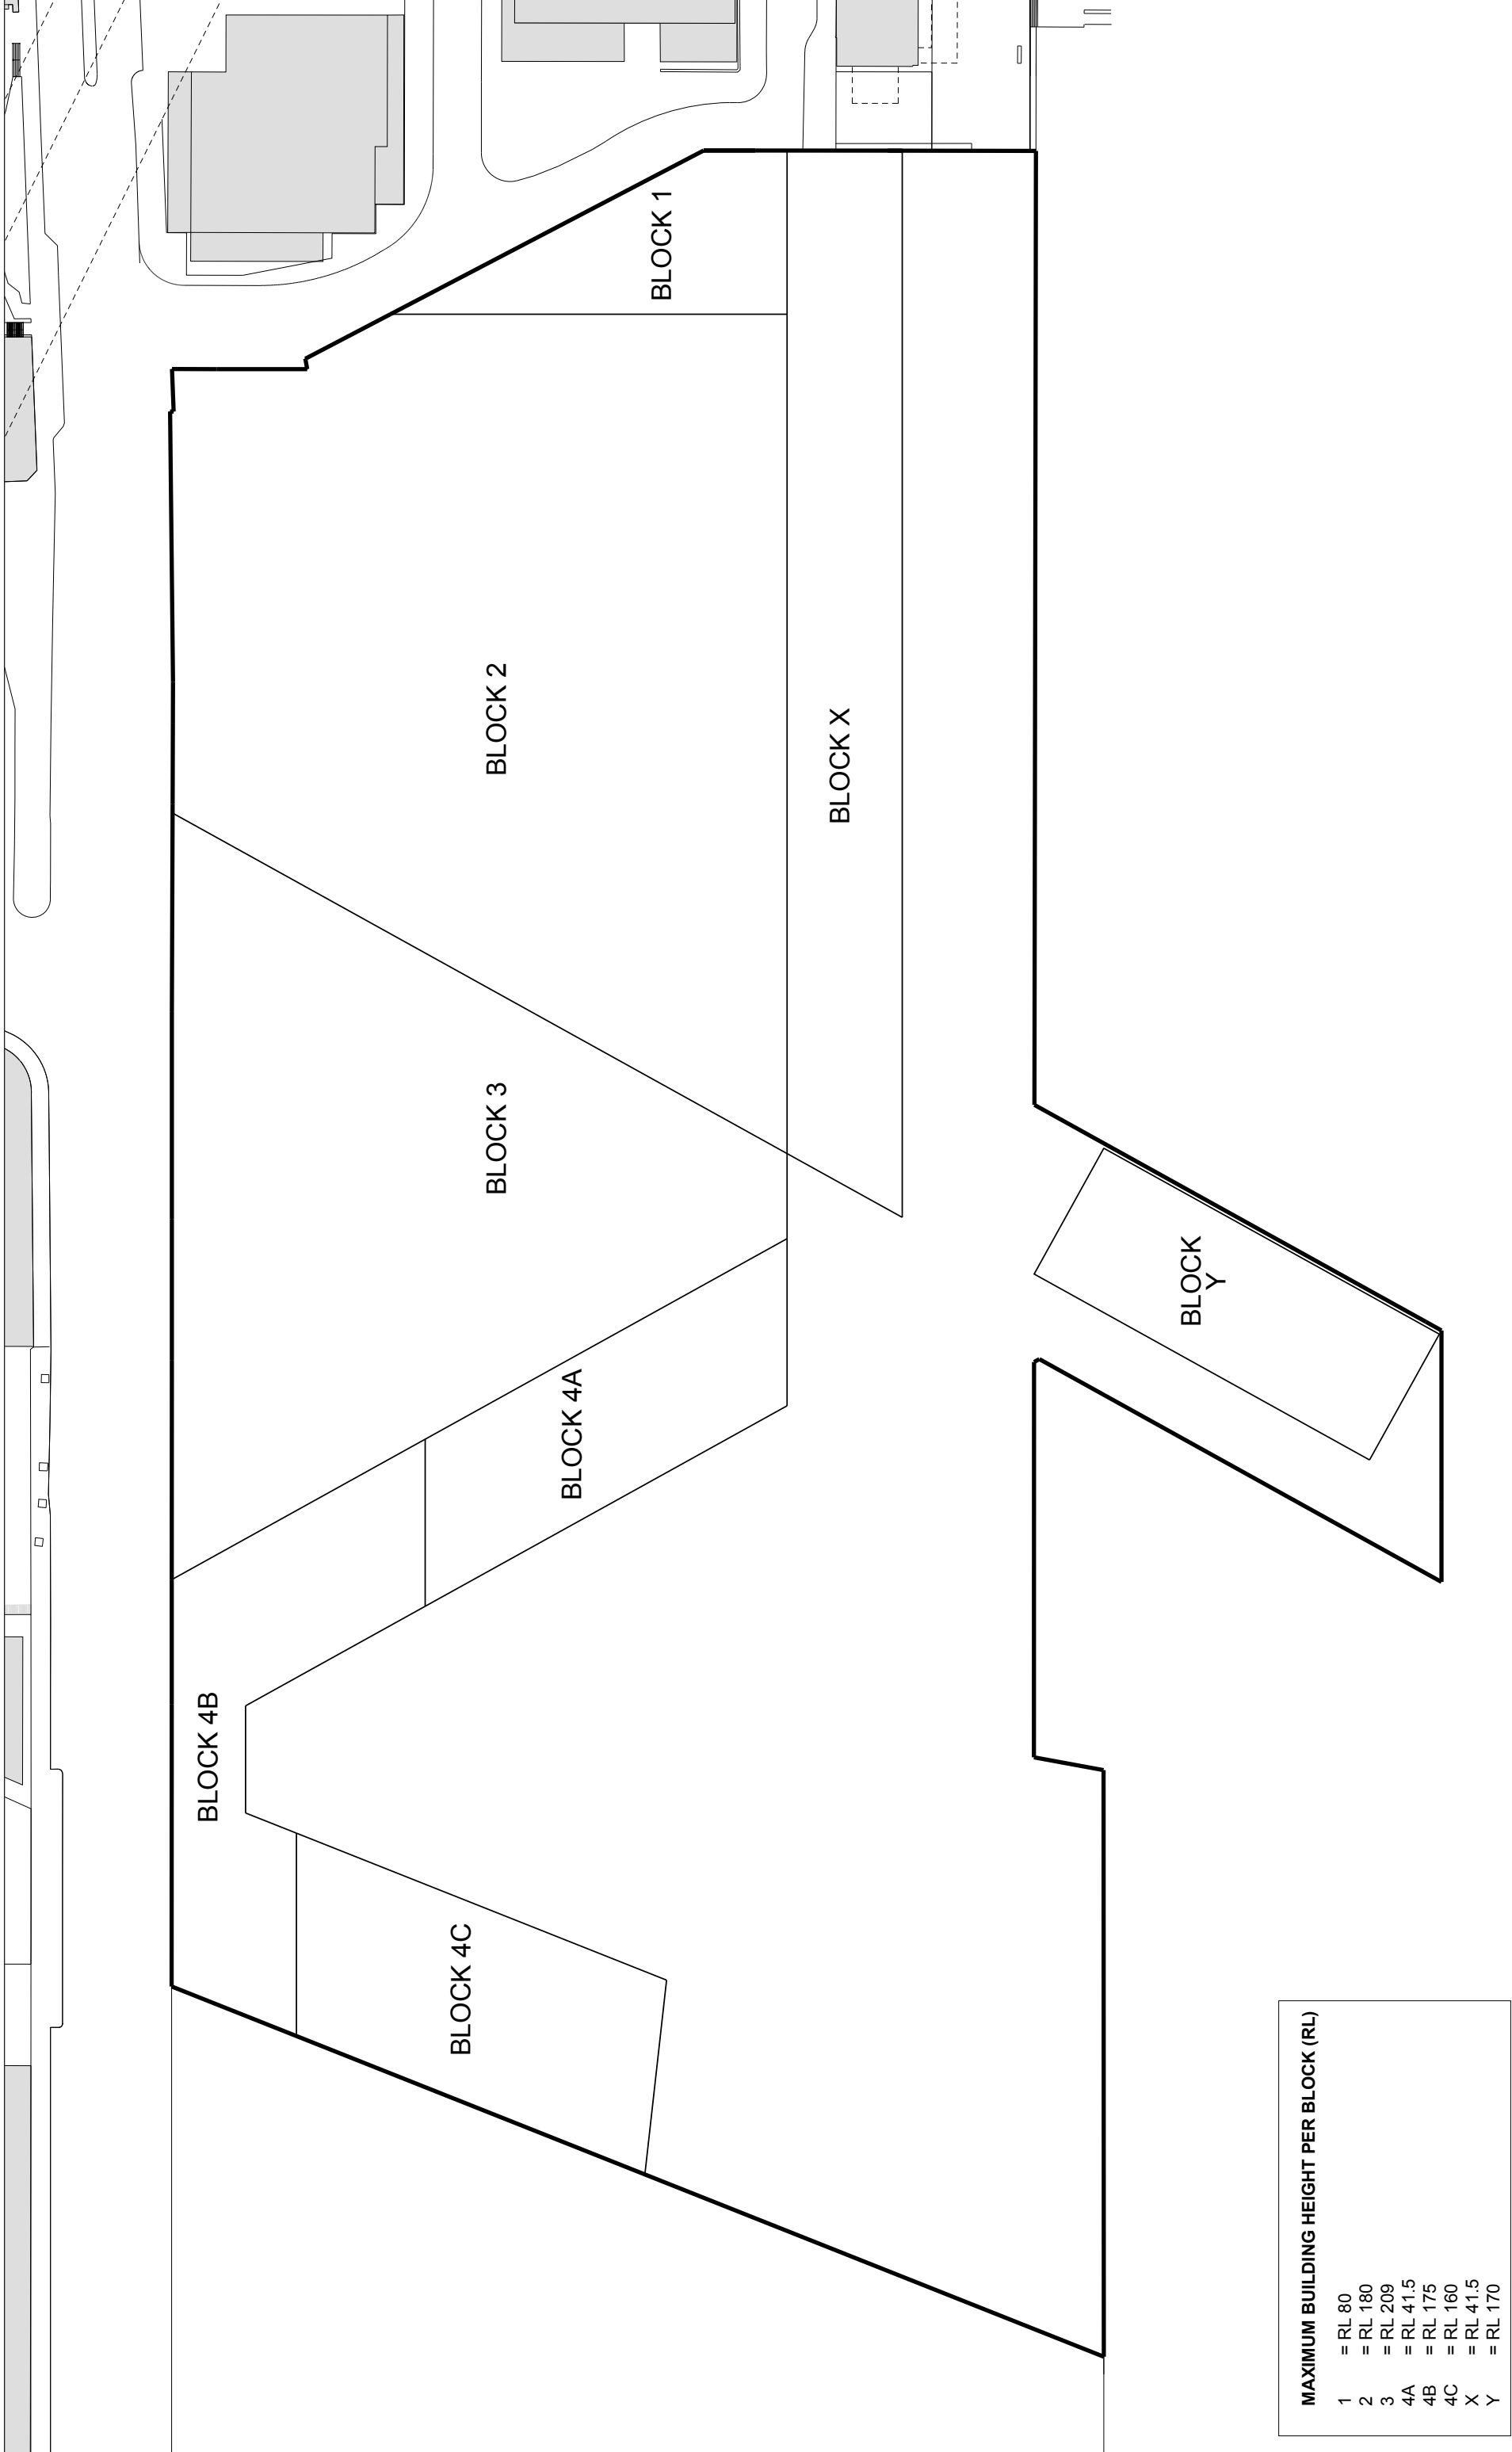 BLOCK 4C
BLOCK 4B
BLOCK 4A
BLOCK 3
BLOCK 2
BLOCK 1
BLOCK X
BLOCK
Y
MAXIMUM BUILDING HEIGHT PER BLOCK (RL)
1 = RL 80
2 = RL 180
3 = RL 209
4A = RL 41.5
4B = RL 175
4C = RL 160
X = RL 41.5
Y = RL 170